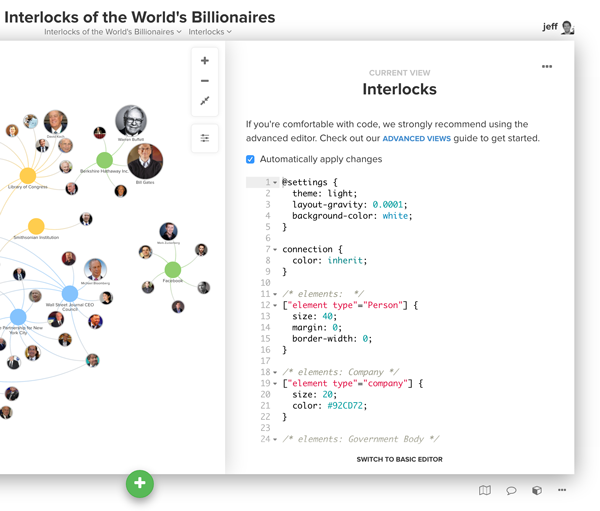 Interlocks of the World's Billionaires
Interlocks of the World's Billionaires
Interlocks
jeff
Warren Buffett
Library of Congress
Berkshire Hathaway Inc.
Bill Gates
Smithsonian Institution
Facebook
Michael Bloomberg
Wall Street Journal CEO
Council
Partnership for New
York City
CURRENT VIEW
Interlocks
If you're comfortable with code, we strongly recommend using the
advanced editor. Check out our ADVANCED VIEWS guide to get started.
Automatically apply changes
1 @settings {
2 theme: light;
3 layout-gravity: 0.0001;
4 background-color: white;
5 }
6
7 connection {
8 color: inherit;
9 }
10
11 /* elements:  */
12 ["element type"="Person"] {
13 size: 40;
14 margin: 0;
15 border-width: 0;
16 }
17
18 /* elements: Company */
19 ["element type"="company"] {
20 size: 20;
21 color: #92CD72;
22 }
23
24 /* elements: Government Body */
SWITCH TO BASIC EDITOR